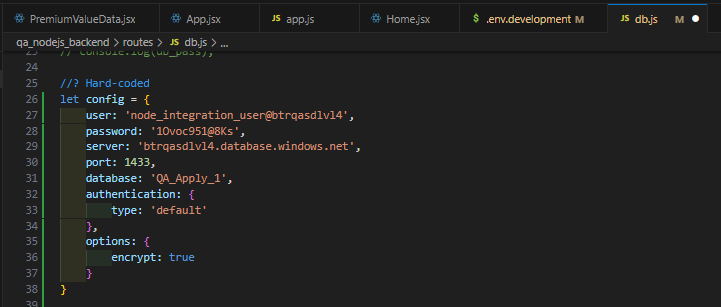 PremiumValueData.jsx App.jsx JS app.js Home.jsx $ .env.development M JS db.js M
qa_nodejs_backend > routes > JS db.js > ...
23 // console.log(db_pass);
24
25 //? Hard-coded
26 let config = {
27 user: 'node_integration_user@btrqasdlvl4',
28 password: '1Ovoc951@8Ks',
29 server: 'btrqasdlvl4.database.windows.net',
30 port: 1433,
31 database: 'QA_Apply_1',
32 authentication: {
33 type: 'default'
34 },
35 options: {
36 encrypt: true
37 }
38 }
39